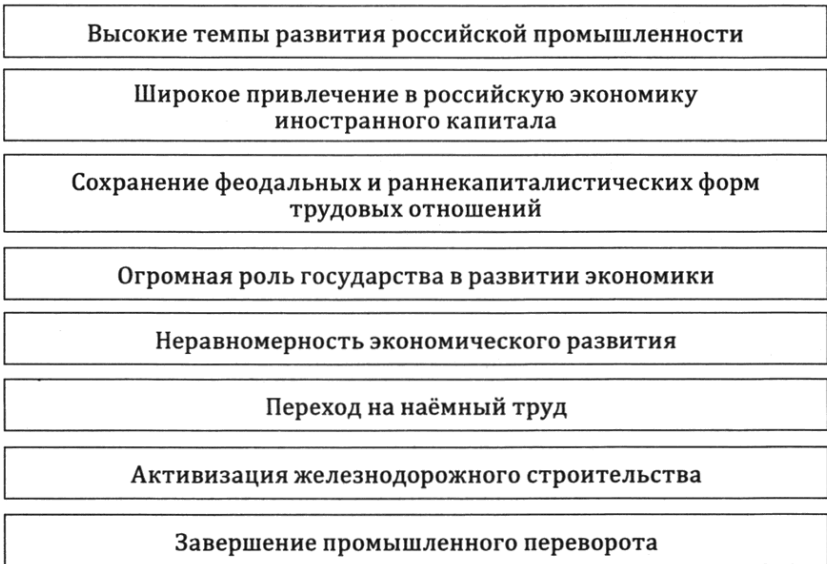 Высокие темпы развития российской промышленности
Широкое привлечение в российскую экономику
иностранного капитала
Сохранение феодальных и раннекапиталистических форм
трудовых отношений
Огромная роль государства в развитии экономики
Неравномерность экономического развития
Переход на наёмный труд
Активизация железнодорожного строительства
Завершение промышленного переворота